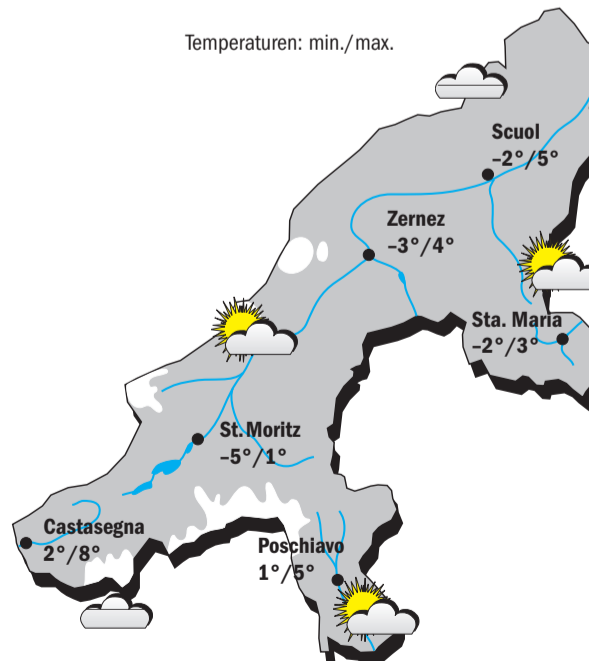 Temperaturen: min./max.
Scuol
–2°/5°
Zernez
–3°/4°
Sta. Maria
–2°/3°
St. Moritz
–5°/1°
Castasegna
2°/8°
Poschiavo
1°/5°